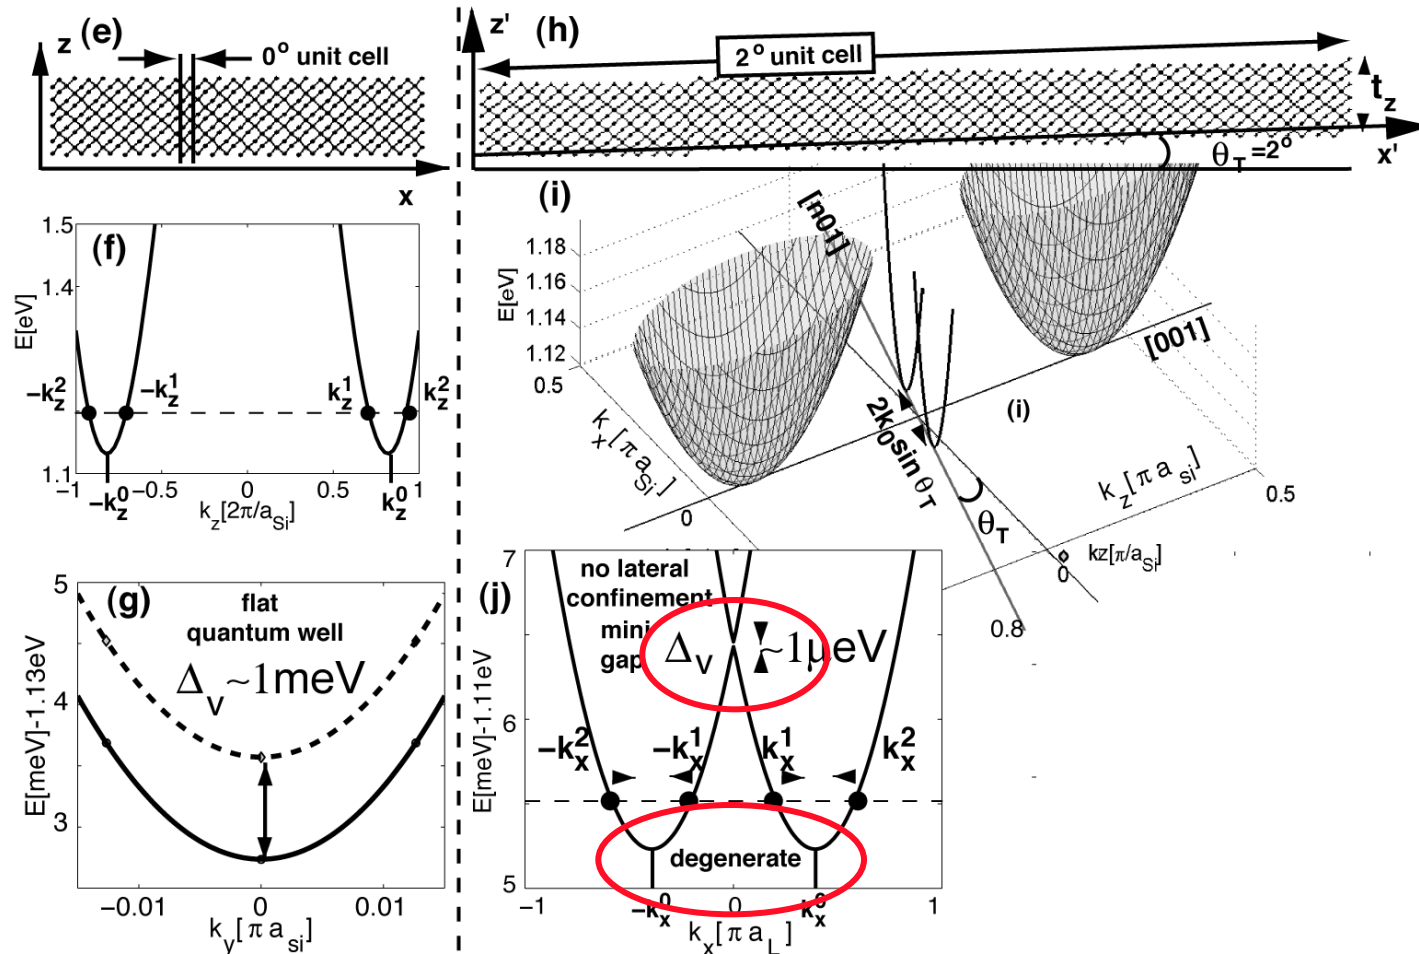 (e)
z
0° unit cell
x
z'
(h)
2° unit cell
t_z
θ_T=2°
x'
(f)
1.5
1.4
1.1
E[eV]
-k_z^2
-k_z^1
k_z^1
k_z^2
-1
-0.5
0
0.5
1
-k_z^0
k_z^0
k_z[2π/a_Si]
(i)
[n01]
1.18
1.16
1.14
1.12
E[eV]
0.5
k_x[π a_Si]
0
[001]
(i)
2k_0 sin θ_T
θ_T
k_z[π a_si]
0.5
kz[π/a_Si]
0
0.8
(g)
flat
quantum well
Δ_v~1meV
5
4
3
E[meV]-1.13eV
-0.01
0
0.01
k_y[π a_si]
(j)
no lateral
confinement
mini
gap
Δ_v
~1μeV
7
6
5
E[meV]-1.11eV
-k_x^2
-k_x^1
k_x^1
k_x^2
degenerate
-1
-k_x^0
0
k_x^0
1
k_x[π a_L]